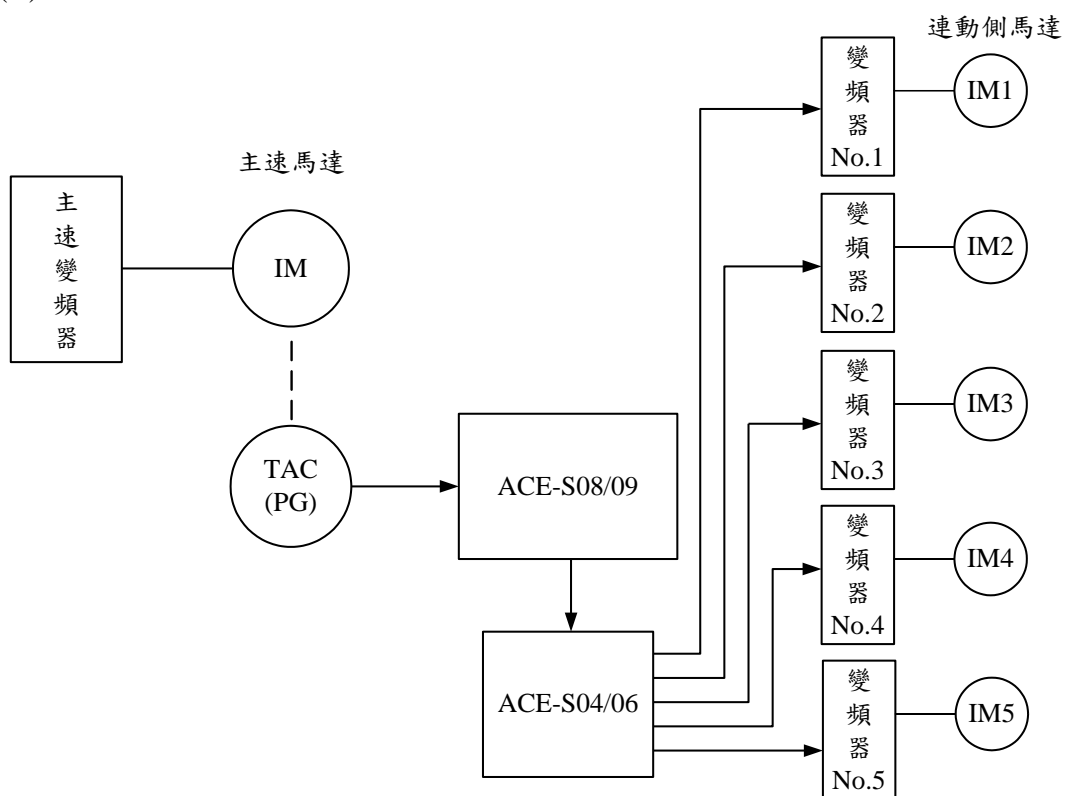 連動側馬達
變
頻
器
No.1
IM1
主速馬達
主
速
變
頻
器
IM
變
頻
器
No.2
IM2
變
頻
器
No.3
IM3
TAC
(PG)
ACE-S08/09
變
頻
器
No.4
IM4
ACE-S04/06
變
頻
器
No.5
IM5